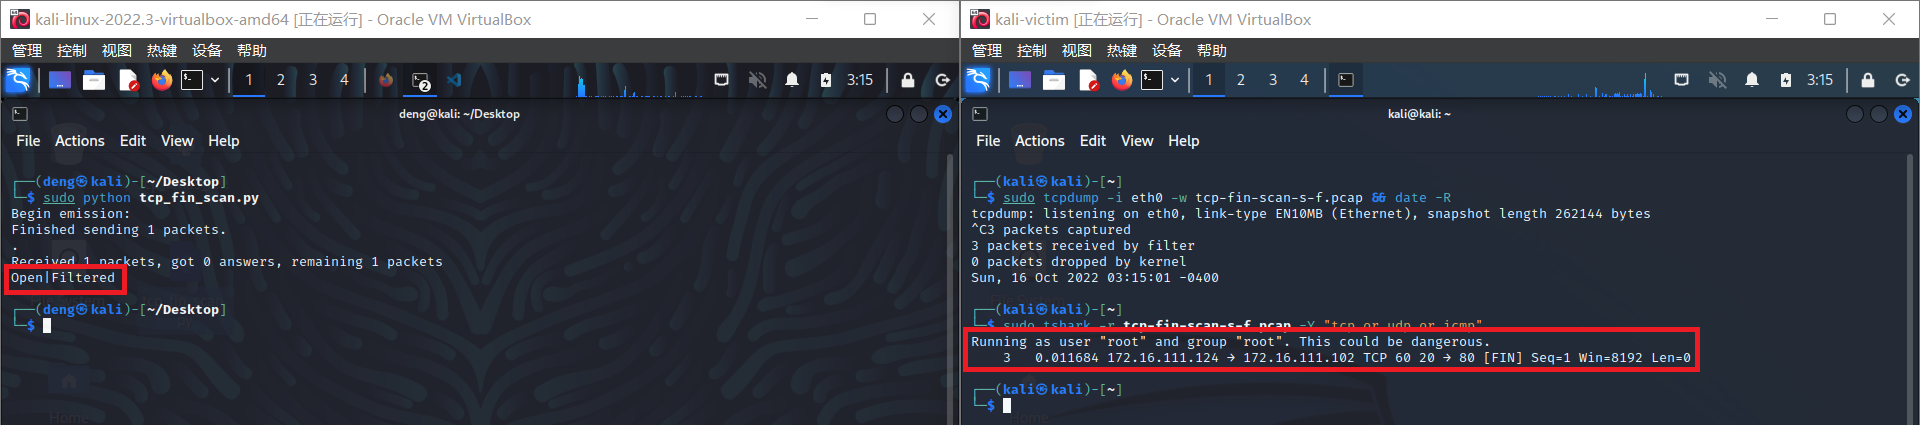 kali-linux-2022.3-virtualbox-amd64 [正在运行] - Oracle VM VirtualBox
管理 控制 视图 热键 设备 帮助
1 2 3 4 2 3:15
deng@kali: ~/Desktop
File Actions Edit View Help
┌──(deng㉿kali)-[~/Desktop]
└─$ sudo python tcp_fin_scan.py
Begin emission:
Finished sending 1 packets.
.
Received 1 packets, got 0 answers, remaining 1 packets
Open|Filtered
┌──(deng㉿kali)-[~/Desktop]
└─$
Home
kali-victim [正在运行] - Oracle VM VirtualBox
管理 控制 视图 热键 设备 帮助
1 2 3 4 3:15
kali@kali: ~
File Actions Edit View Help
┌──(kali㉿kali)-[~]
└─$ sudo tcpdump -i eth0 -w tcp-fin-scan-s-f.pcap && date -R
tcpdump: listening on eth0, link-type EN10MB (Ethernet), snapshot length 262144 bytes
^C3 packets captured
3 packets received by filter
0 packets dropped by kernel
Sun, 16 Oct 2022 03:15:01 -0400
┌──(kali㉿kali)-[~]
└─$ sudo tshark -r tcp-fin-scan-s-f.pcap -Y "tcp or udp or icmp"
Running as user "root" and group "root". This could be dangerous.
3 0.011684 172.16.111.124 → 172.16.111.102 TCP 60 20 → 80 [FIN] Seq=1 Win=8192 Len=0
┌──(kali㉿kali)-[~]
└─$
Home